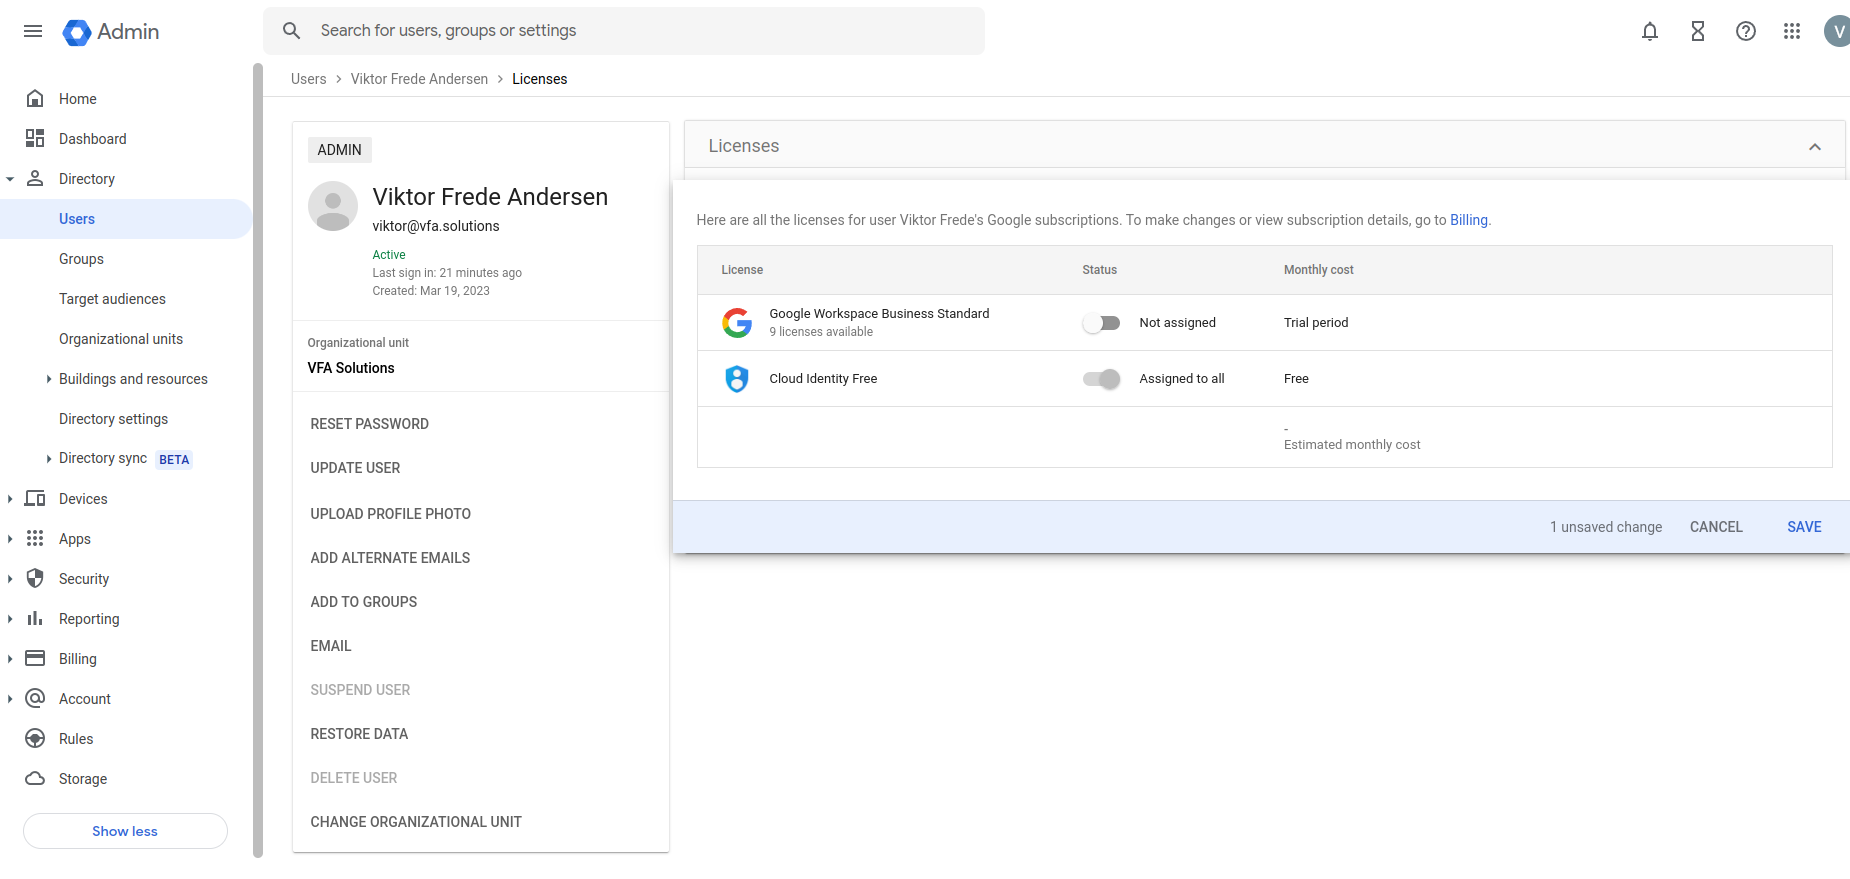 Admin
Search for users, groups or settings
V
Users > Viktor Frede Andersen > Licenses
Home
Dashboard
Directory
Users
Groups
Target audiences
Organizational units
Buildings and resources
Directory settings
Directory sync BETA
Devices
Apps
Security
Reporting
Billing
Account
Rules
Storage
Show less
ADMIN
Viktor Frede Andersen
viktor@vfa.solutions
Active
Last sign in: 21 minutes ago
Created: Mar 19, 2023
Organizational unit
VFA Solutions
RESET PASSWORD
UPDATE USER
UPLOAD PROFILE PHOTO
ADD ALTERNATE EMAILS
ADD TO GROUPS
EMAIL
SUSPEND USER
RESTORE DATA
DELETE USER
CHANGE ORGANIZATIONAL UNIT
Licenses
Here are all the licenses for user Viktor Frede's Google subscriptions. To make changes or view subscription details, go to Billing.
License Status Monthly cost
Google Workspace Business Standard
9 licenses available
Not assigned Trial period
Cloud Identity Free Assigned to all Free
-
Estimated monthly cost
1 unsaved change CANCEL SAVE